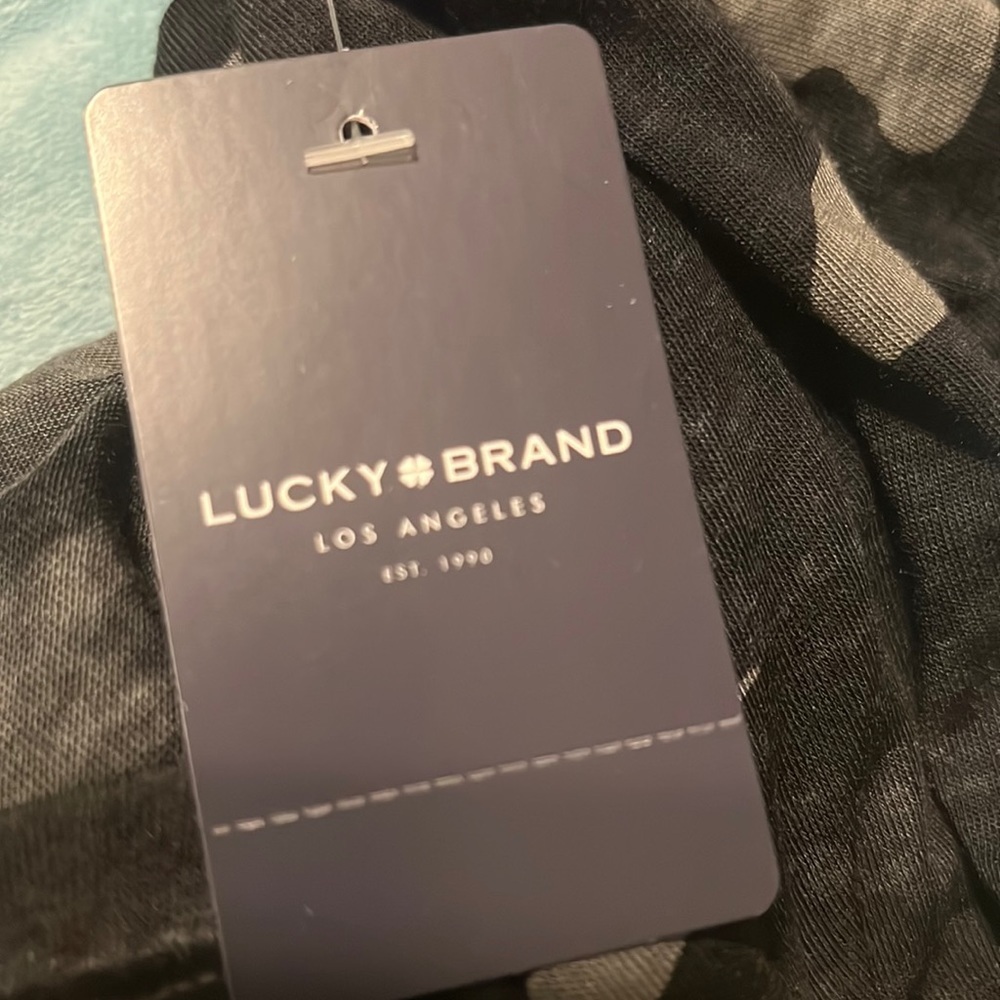 LUCKY BRAND
LOS ANGELES
EST. 1990